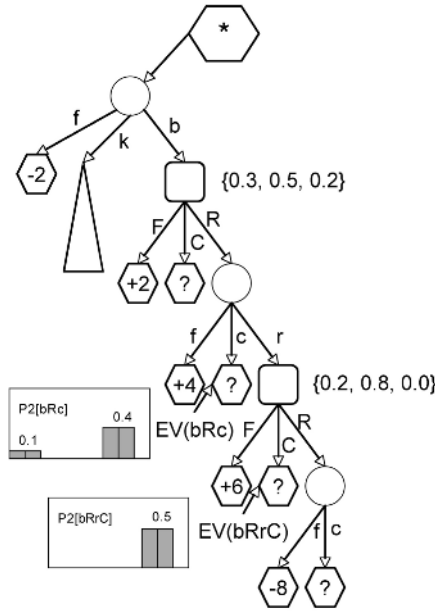 *
f
k
b
-2
{0.3, 0.5, 0.2}
F
C
R
+2
?
f
c
r
+4
?
{0.2, 0.8, 0.0}
P2[bRc]
0.4
0.1
EV(bRc)
F
C
R
+6
?
P2[bRrC]
0.5
EV(bRrC)
f
c
-8
?